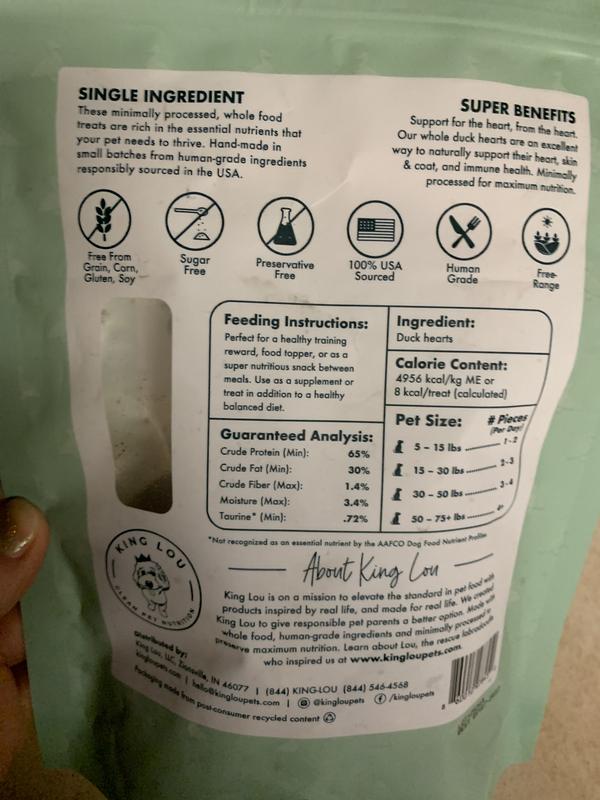 SINGLE INGREDIENT
These minimally processed, whole food
treats are rich in the essential nutrients that
your pet needs to thrive. Hand-made in
small batches from human-grade ingredients
responsibly sourced in the USA.
SUPER BENEFITS
Support for the heart, from the heart.
Our whole duck hearts are an excellent
way to naturally support their heart, skin
& coat, and immune health. Minimally
processed for maximum nutrition.
Free From
Grain, Corn,
Gluten, Soy
Sugar
Free
Preservative
Free
100% USA
Sourced
Human
Grade
Free-
Range
Feeding Instructions:
Perfect for a healthy training
reward, food topper, or as a
super nutritious snack between
meals. Use as a supplement or
treat in addition to a healthy
balanced diet.
Guaranteed Analysis:
Crude Protein (Min): 65%
Crude Fat (Min): 30%
Crude Fiber (Max): 1.4%
Moisture (Max): 3.4%
Taurine* (Min): .72%
Ingredient:
Duck hearts
Calorie Content:
4956 kcal/kg ME or
8 kcal/treat (calculated)
Pet Size: # Pieces
(Per Day)
5 – 15 lbs 1-2
15 – 30 lbs 2-3
30 – 50 lbs 3-4
50 – 75+ lbs 4+
*Not recognized as an essential nutrient by the AAFCO Dog Food Nutrient Profiles
KING LOU
CLEAN PET NUTRITION
About King Lou
King Lou is on a mission to elevate the standard in pet food with
products inspired by real life, and made for real life. We created
King Lou to give responsible pet parents a better option. Made with
whole food, human-grade ingredients and minimally processed to
preserve maximum nutrition. Learn about Lou, the rescue labradoodle
who inspired us at www.kingloupets.com.
Distributed by:
King Lou, LLC, Zionsville, IN 46077 | (844) KING-LOU (844) 546-4568
kingloupets.com | hello@kingloupets.com | @kingloupets /kingloupets
Packaging made from post-consumer recycled content